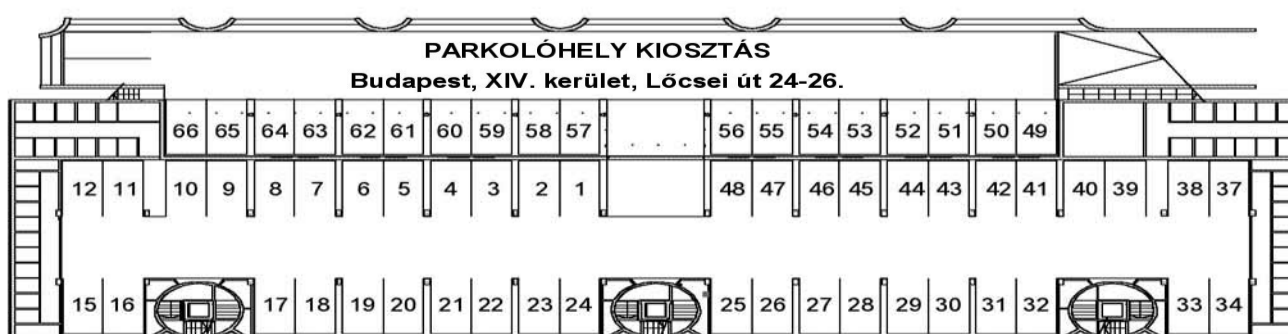 PARKOLÓHELY KIOSZTÁS
Budapest, XIV. kerület, Lőcsei út 24-26.
66 65 64 63 62 61 60 59 58 57 56 55 54 53 52 51 50 49
12 11 10 9 8 7 6 5 4 3 2 1 48 47 46 45 44 43 42 41 40 39 38 37
15 16 17 18 19 20 21 22 23 24 25 26 27 28 29 30 31 32 33 34